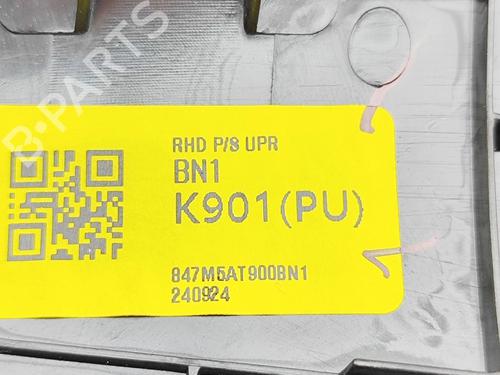 B-PARTS
RHD P/S UPR
BN1
K901(PU)
847M5AT900BN1
240924